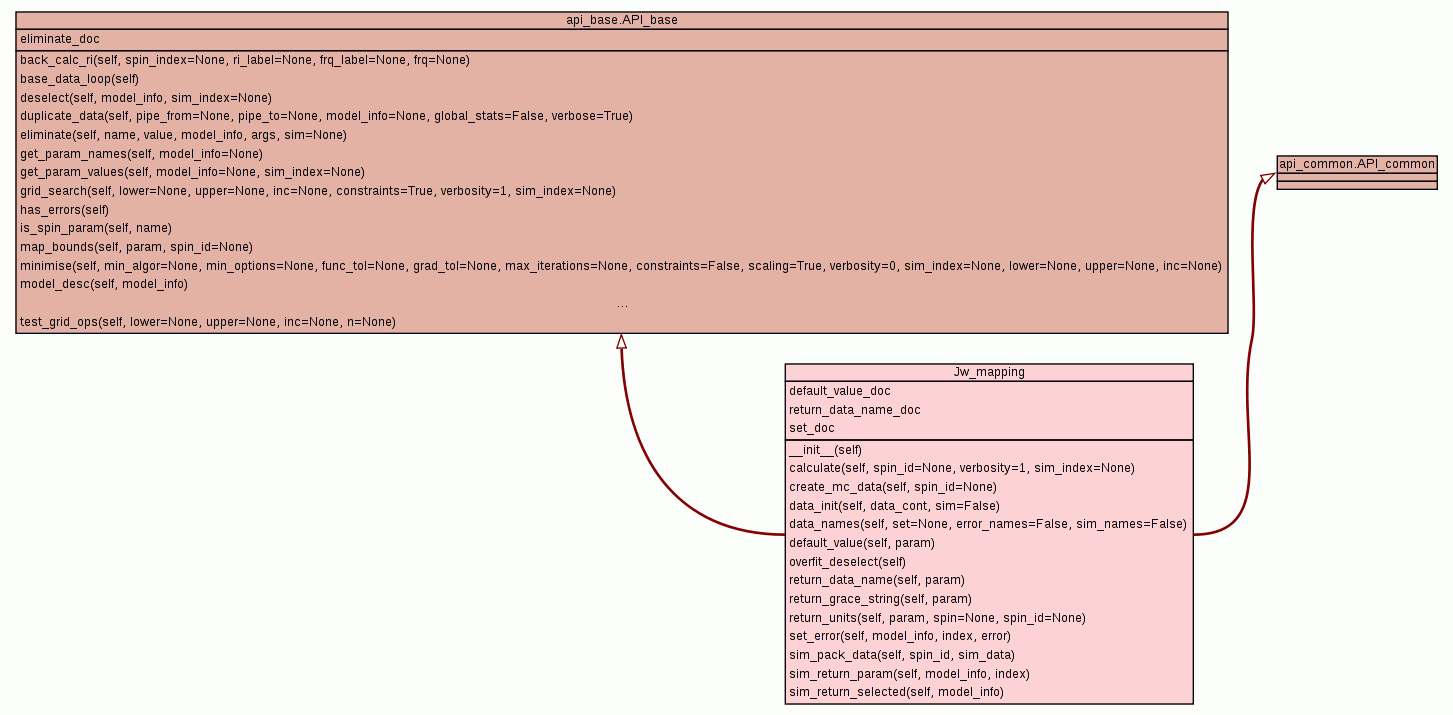 api_base.API_base
eliminate_doc
back_calc_ri(self, spin_index=None, ri_label=None, frq_label=None, frq=None)
base_data_loop(self)
deselect(self, model_info, sim_index=None)
duplicate_data(self, pipe_from=None, pipe_to=None, model_info=None, global_stats=False, verbose=True)
eliminate(self, name, value, model_info, args, sim=None)
get_param_names(self, model_info=None)
get_param_values(self, model_info=None, sim_index=None)
grid_search(self, lower=None, upper=None, inc=None, constraints=True, verbosity=1, sim_index=None)
has_errors(self)
is_spin_param(self, name)
map_bounds(self, param, spin_id=None)
minimise(self, min_algor=None, min_options=None, func_tol=None, grad_tol=None, max_iterations=None, constraints=False, scaling=True, verbosity=0, sim_index=None, lower=None, upper=None, inc=None)
model_desc(self, model_info)
...
test_grid_ops(self, lower=None, upper=None, inc=None, n=None)
api_common.API_common
Jw_mapping
default_value_doc
return_data_name_doc
set_doc
__init__(self)
calculate(self, spin_id=None, verbosity=1, sim_index=None)
create_mc_data(self, spin_id=None)
data_init(self, data_cont, sim=False)
data_names(self, set=None, error_names=False, sim_names=False)
default_value(self, param)
overfit_deselect(self)
return_data_name(self, param)
return_grace_string(self, param)
return_units(self, param, spin=None, spin_id=None)
set_error(self, model_info, index, error)
sim_pack_data(self, spin_id, sim_data)
sim_return_param(self, model_info, index)
sim_return_selected(self, model_info)